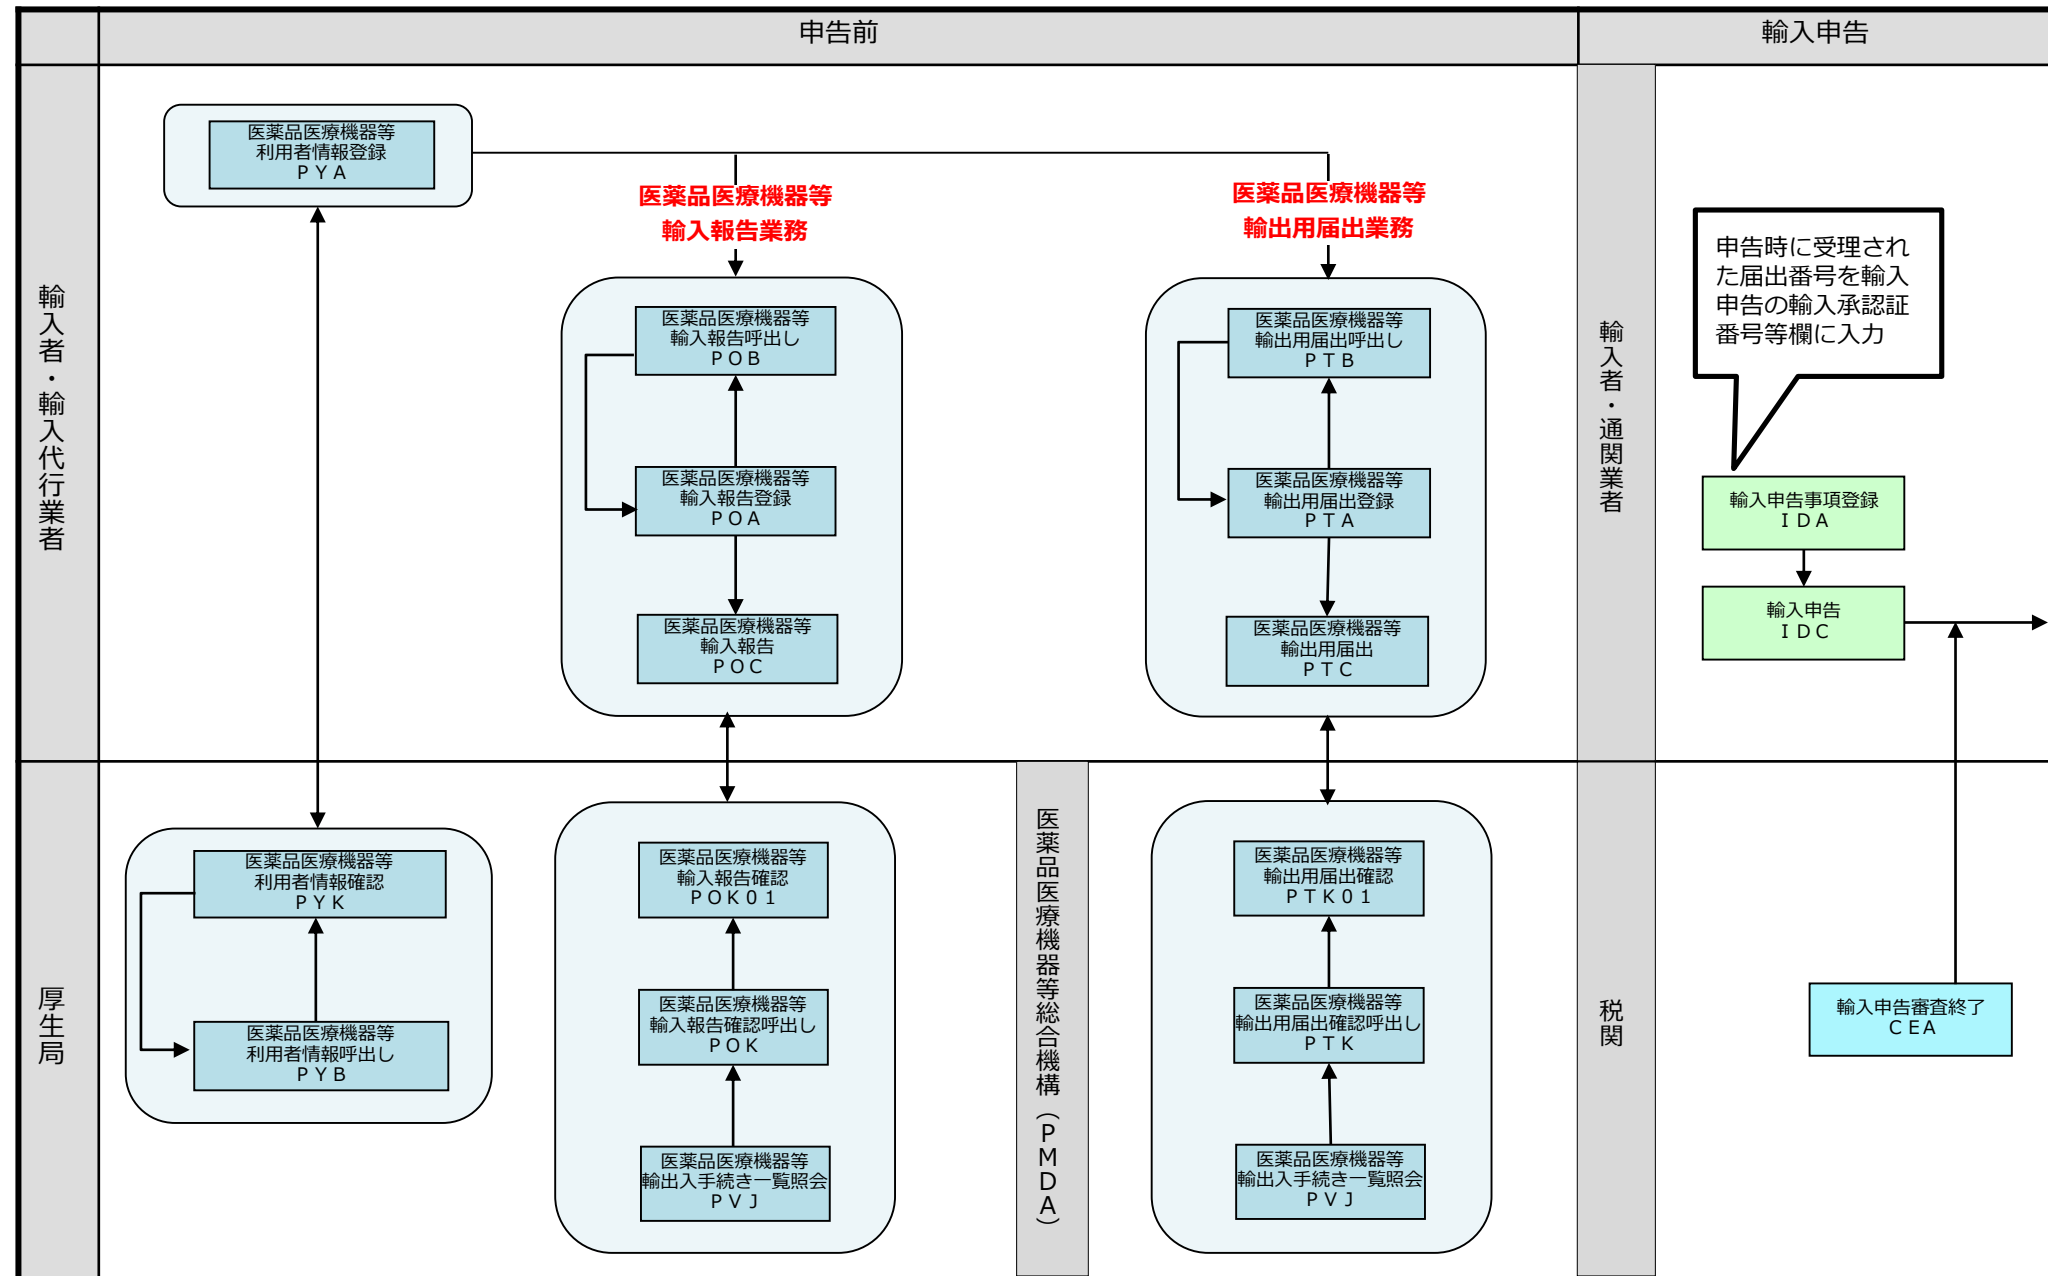 申告前
輸入申告
輸入者・輸入代行業者
医薬品医療機器等
利用者情報登録
ＰＹＡ
医薬品医療機器等
輸入報告業務
医薬品医療機器等
輸入報告呼出し
ＰＯＢ
医薬品医療機器等
輸入報告登録
ＰＯＡ
医薬品医療機器等
輸入報告
ＰＯＣ
医薬品医療機器等
輸出用届出業務
医薬品医療機器等
輸出用届出呼出し
ＰＴＢ
医薬品医療機器等
輸出用届出登録
ＰＴＡ
医薬品医療機器等
輸出用届出
ＰＴＣ
輸入者・通関業者
申告時に受理され
た届出番号を輸入
申告の輸入承認証
番号等欄に入力
輸入申告事項登録
ＩＤＡ
輸入申告
ＩＤＣ
厚生局
医薬品医療機器等
利用者情報確認
ＰＹＫ
医薬品医療機器等
利用者情報呼出し
ＰＹＢ
医薬品医療機器等
輸入報告確認
ＰＯＫ０１
医薬品医療機器等
輸入報告確認呼出し
ＰＯＫ
医薬品医療機器等
輸出入手続き一覧照会
ＰＶＪ
医薬品医療機器等総合機構（ＰＭＤＡ）
医薬品医療機器等
輸出用届出確認
ＰＴＫ０１
医薬品医療機器等
輸出用届出確認呼出し
ＰＴＫ
医薬品医療機器等
輸出入手続き一覧照会
ＰＶＪ
税関
輸入申告審査終了
ＣＥＡ